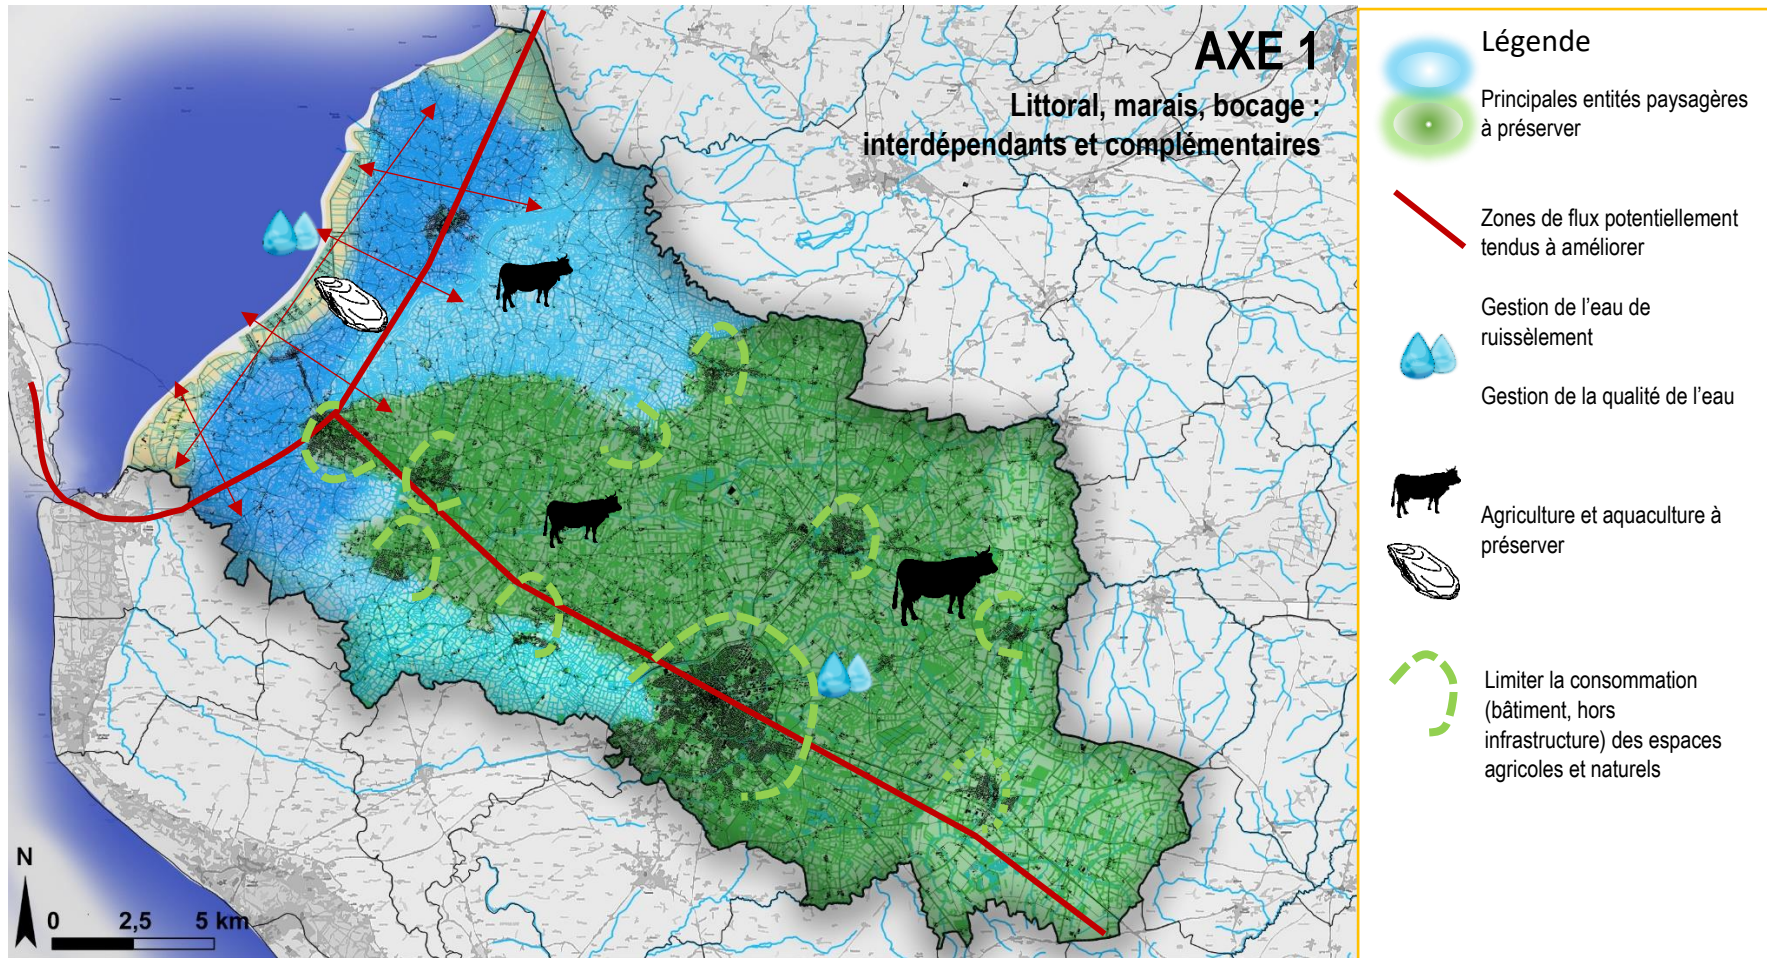 AXE 1
Littoral, marais, bocage :
interdépendants et complémentaires
N
0 2,5 5 km
Légende
Principales entités paysagères
à préserver
Zones de flux potentiellement
tendus à améliorer
Gestion de l’eau de
ruissèlement
Gestion de la qualité de l’eau
Agriculture et aquaculture à
préserver
Limiter la consommation
(bâtiment, hors
infrastructure) des espaces
agricoles et naturels